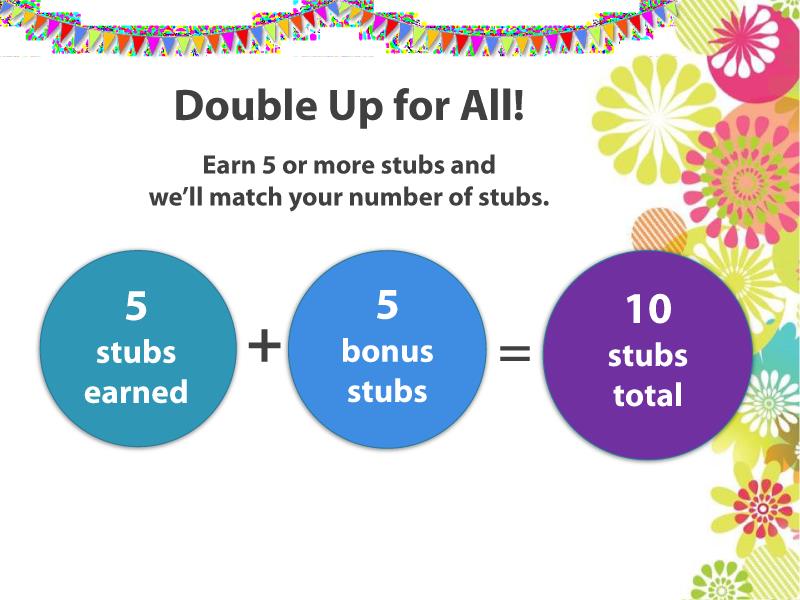 Double Up for All!
Earn 5 or more stubs and
we'll match your number of stubs.
5
stubs
earned
+
5
bonus
stubs
=
10
stubs
total